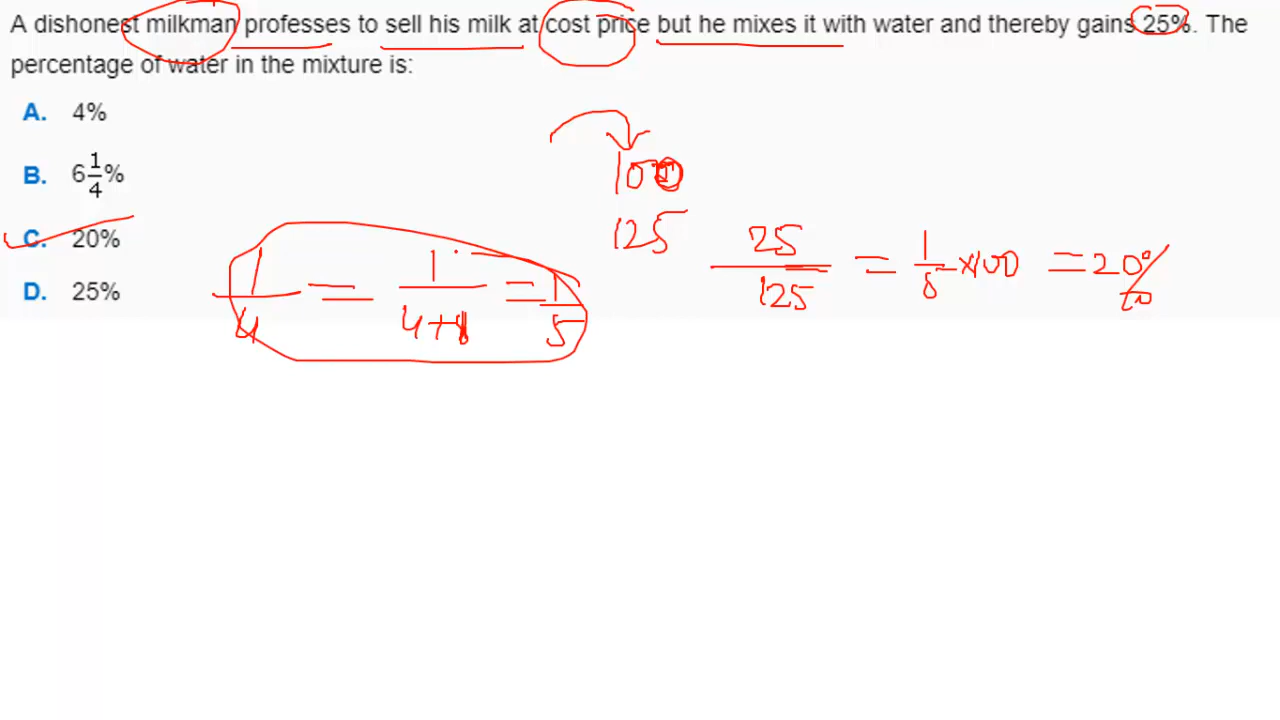 A dishonest milkman professes to sell his milk at cost price but he mixes it with water and thereby gains 25%. The
percentage of water in the mixture is:
A. 4%
B. 6 1/4 %
C. 20%
D. 25%
100
125
1/4 = 1/4+1 = 1/5
25/125 = 1/5 ×100 = 20%